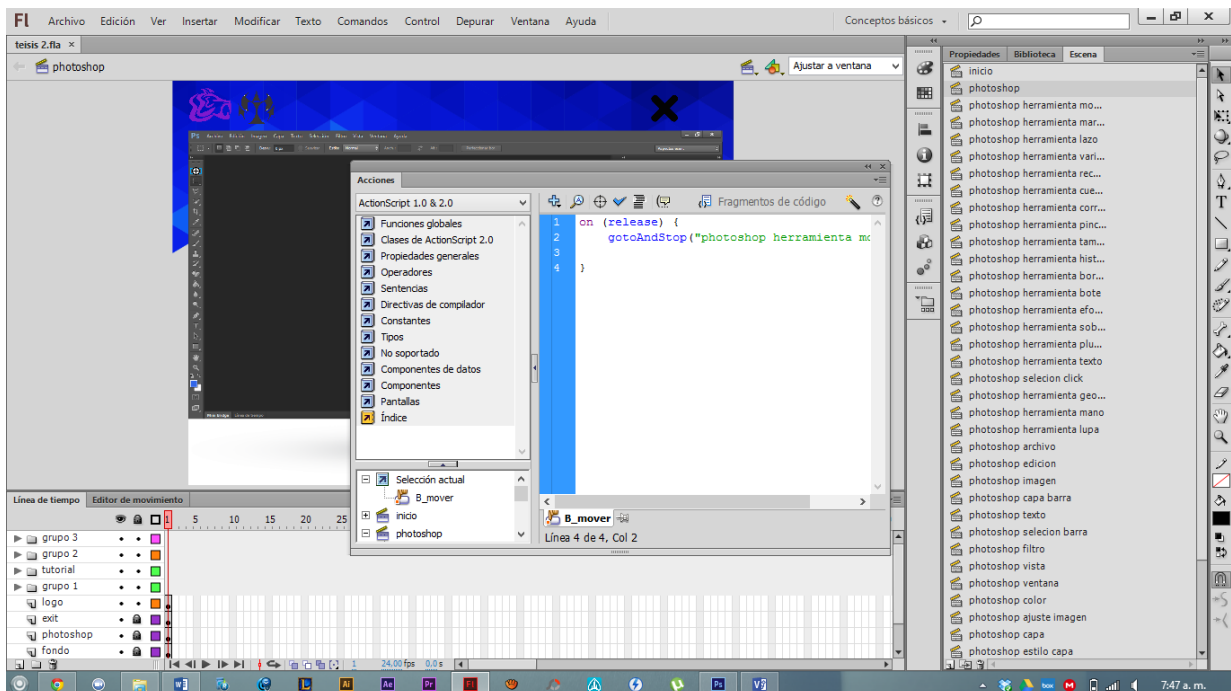 Fl Archivo Edición Ver Insertar Modificar Texto Comandos Control Depurar Ventana Ayuda Conceptos básicos
teisis 2.fla ×
photoshop Ajustar a ventana
Propiedades Biblioteca Escena
inicio
photoshop
photoshop herramienta mo...
photoshop herramienta mar...
photoshop herramienta lazo
photoshop herramienta vari...
photoshop herramienta rec...
photoshop herramienta cue...
photoshop herramienta corr...
photoshop herramienta pinc...
photoshop herramienta tam...
photoshop herramienta hist...
photoshop herramienta bor...
photoshop herramienta bote
photoshop herramienta efo...
photoshop herramienta sob...
photoshop herramienta plu...
photoshop herramienta texto
photoshop selecion click
photoshop herramienta geo...
photoshop herramienta mano
photoshop herramienta lupa
photoshop archivo
photoshop edicion
photoshop imagen
photoshop capa barra
photoshop texto
photoshop selecion barra
photoshop filtro
photoshop vista
photoshop ventana
photoshop color
photoshop ajuste imagen
photoshop capa
photoshop estilo capa
Acciones
ActionScript 1.0 & 2.0
Fragmentos de código
Funciones globales
Clases de ActionScript 2.0
Propiedades generales
Operadores
Sentencias
Directivas de compilador
Constantes
Tipos
No soportado
Componentes de datos
Componentes
Pantallas
Índice
1 on (release) {
2 gotoAndStop("photoshop herramienta mo
3
4 }
Selección actual
B_mover
inicio
photoshop
B_mover
Línea 4 de 4, Col 2
Línea de tiempo Editor de movimiento
1 5 10 15 20 25
grupo 3
grupo 2
tutorial
grupo 1
logo
exit
photoshop
fondo
1 24.00 fps 0.0 s
Ai Ae Pr Fl Ps
7:47 a. m.